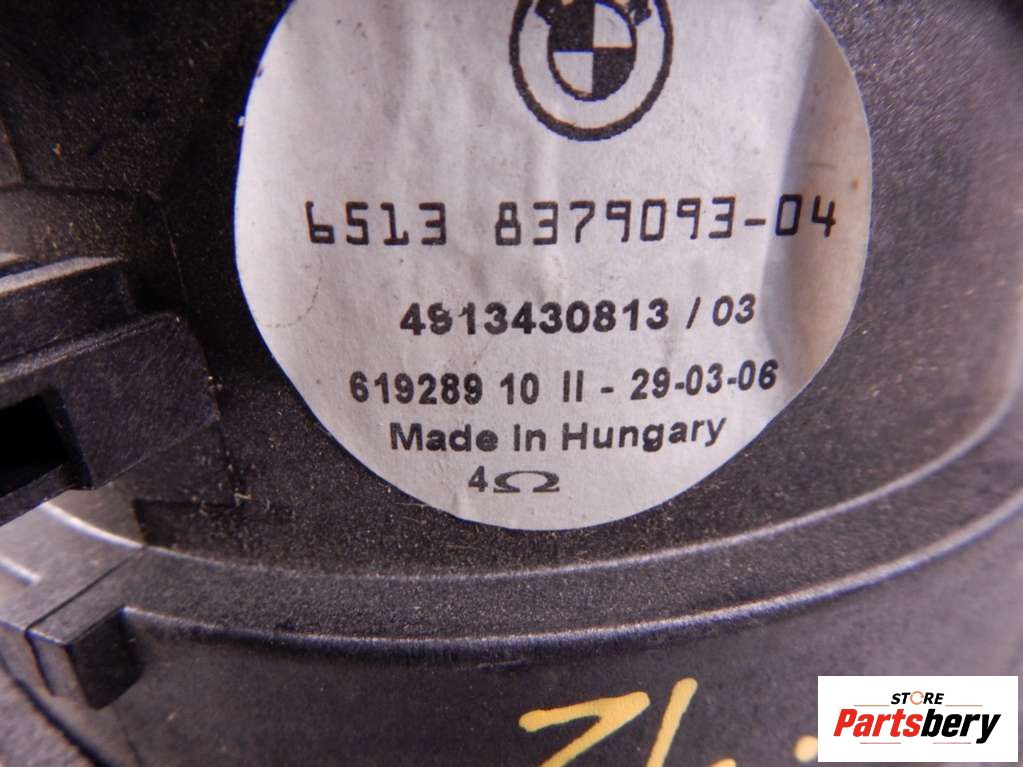 6513 8379093-04
4913430813 / 03
619289 10 II - 29-03-06
Made In Hungary
4Ω
STORE
Partsbery